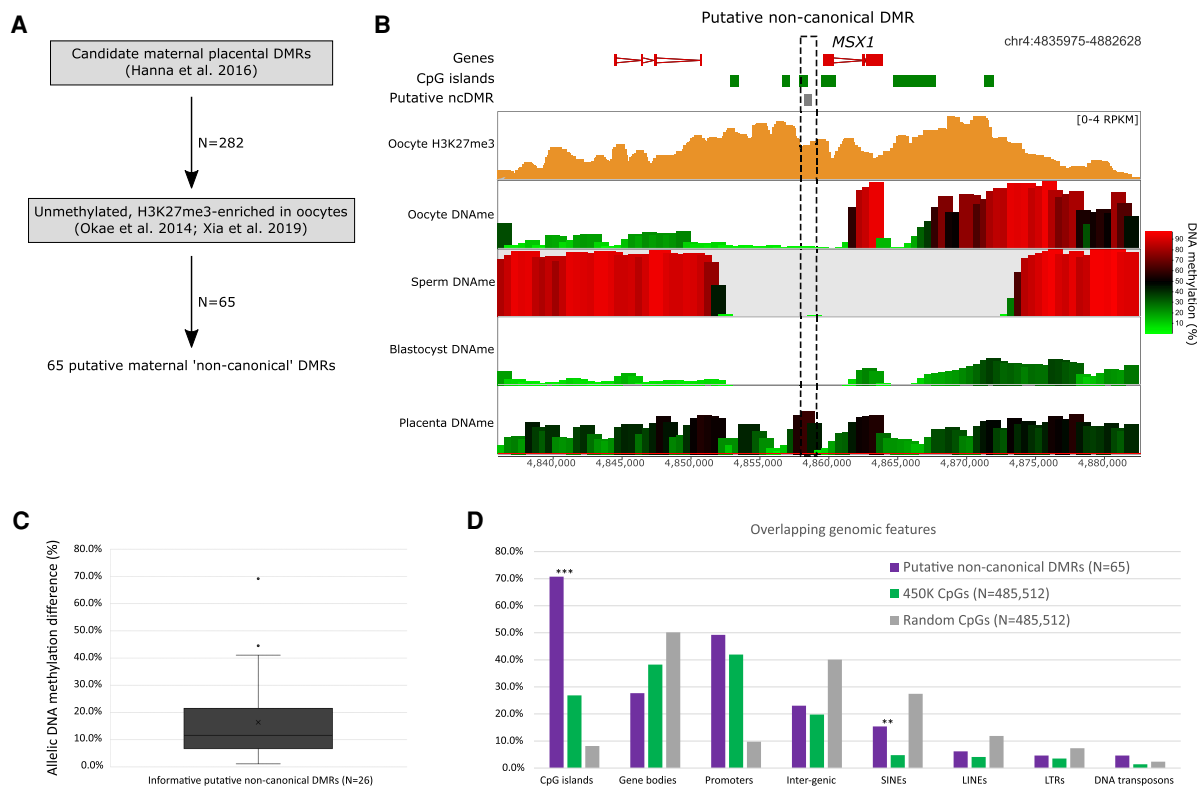 A
Candidate maternal placental DMRs
(Hanna et al. 2016)
N=282
Unmethylated, H3K27me3-enriched in oocytes
(Okae et al. 2014; Xia et al. 2019)
N=65
65 putative maternal 'non-canonical' DMRs
B
Putative non-canonical DMR
MSX1
chr4:4835975-4882628
Genes
CpG islands
Putative ncDMR
[0-4 RPKM]
Oocyte H3K27me3
Oocyte DNAme
Sperm DNAme
Blastocyst DNAme
Placenta DNAme
4,840,000 4,845,000 4,850,000 4,855,000 4,860,000 4,865,000 4,870,000 4,875,000 4,880,000
DNA methylation (%)
90
80
70
60
50
40
30
20
10
C
Allelic DNA methylation difference (%)
80.0%
70.0%
60.0%
50.0%
40.0%
30.0%
20.0%
10.0%
0.0%
Informative putative non-canonical DMRs (N=26)
D
Overlapping genomic features
80.0%
70.0%
60.0%
50.0%
40.0%
30.0%
20.0%
10.0%
0.0%
***
**
Putative non-canonical DMRs (N=65)
450K CpGs (N=485,512)
Random CpGs (N=485,512)
CpG islands Gene bodies Promoters Inter-genic SINEs LINEs LTRs DNA transposons